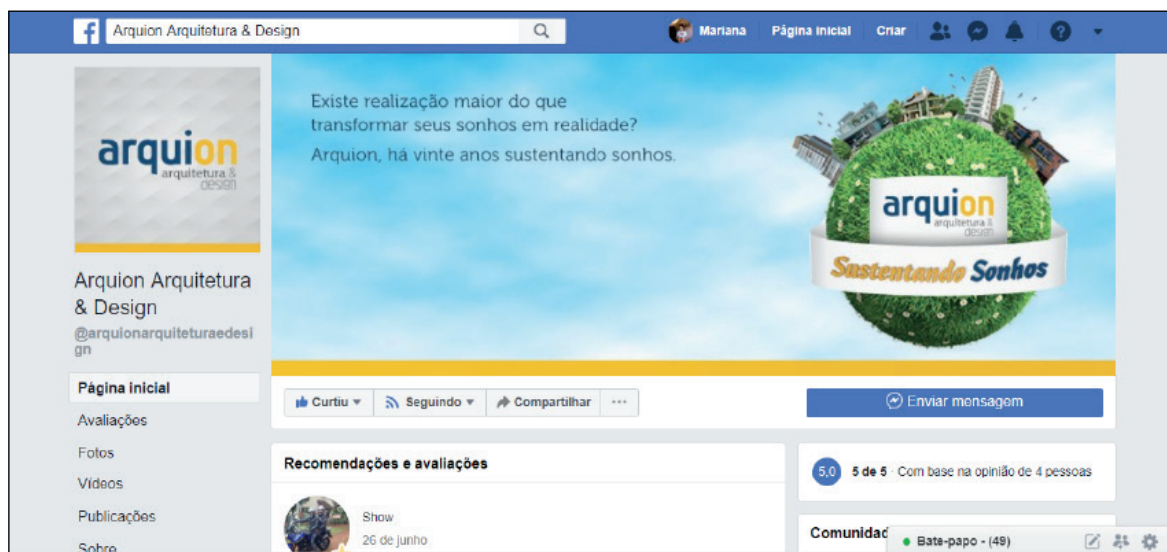 f
Arquion Arquitetura & Design
Mariana
Página inicial
Criar
arquion
arquitetura &
design
Arquion Arquitetura
& Design
@arquionarquiteturaedesi
gn
Página inicial
Avaliações
Fotos
Vídeos
Publicações
Sobre
Existe realização maior do que
transformar seus sonhos em realidade?
Arquion, há vinte anos sustentando sonhos.
arquion
arquitetura &
design
Sustentando Sonhos
Curtiu
Seguindo
Compartilhar
Enviar mensagem
Recomendações e avaliações
Show
26 de junho
5,0
5 de 5 · Com base na opinião de 4 pessoas
Comunidad
Bate-papo - (49)